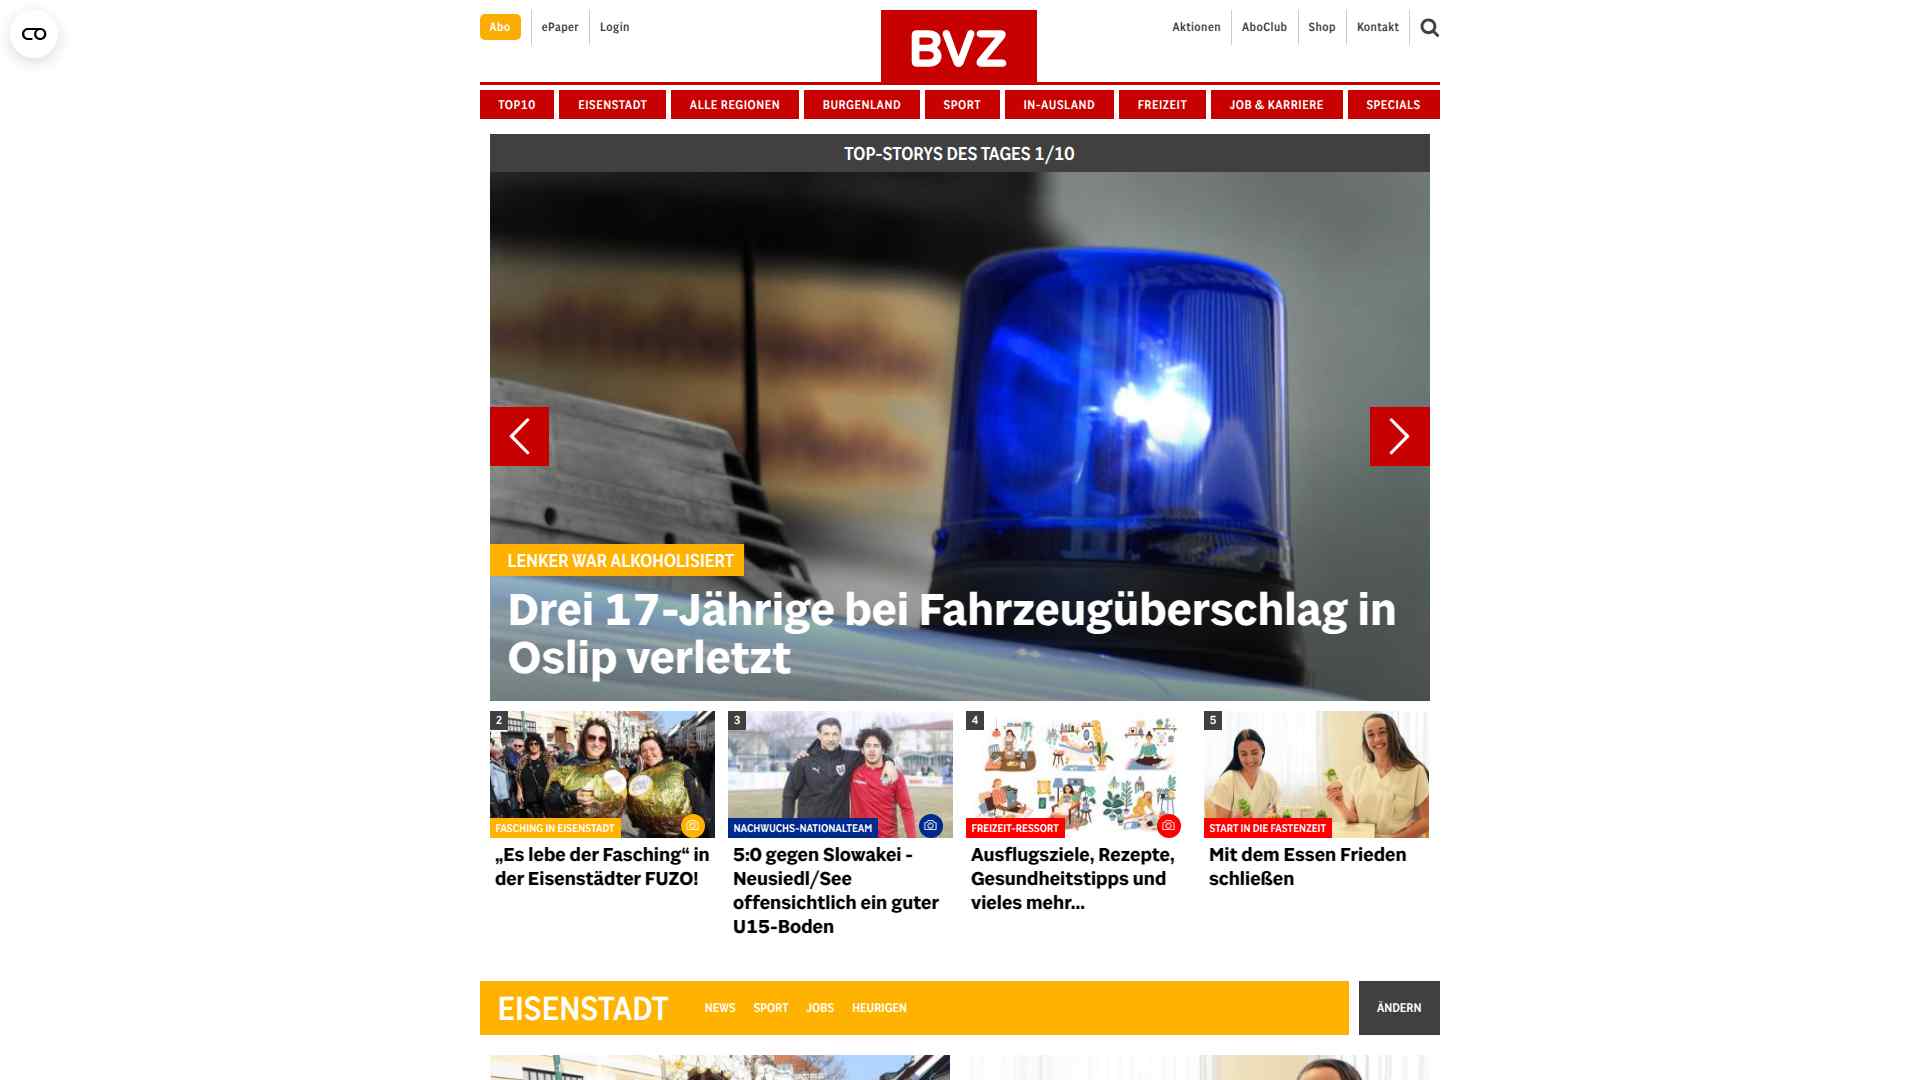 Abo
ePaper
Login
BVZ
Aktionen
AboClub
Shop
Kontakt
TOP10
EISENSTADT
ALLE REGIONEN
BURGENLAND
SPORT
IN-AUSLAND
FREIZEIT
JOB & KARRIERE
SPECIALS
TOP-STORYS DES TAGES 1/10
LENKER WAR ALKOHOLISIERT
Drei 17-Jährige bei Fahrzeugüberschlag in
Oslip verletzt
2
FASCHING IN EISENSTADT
„Es lebe der Fasching“ in
der Eisenstädter FUZO!
3
NACHWUCHS-NATIONALTEAM
5:0 gegen Slowakei -
Neusiedl/See
offensichtlich ein guter
U15-Boden
4
FREIZEIT-RESSORT
Ausflugsziele, Rezepte,
Gesundheitstipps und
vieles mehr...
5
START IN DIE FASTENZEIT
Mit dem Essen Frieden
schließen
EISENSTADT
NEWS
SPORT
JOBS
HEURIGEN
ÄNDERN